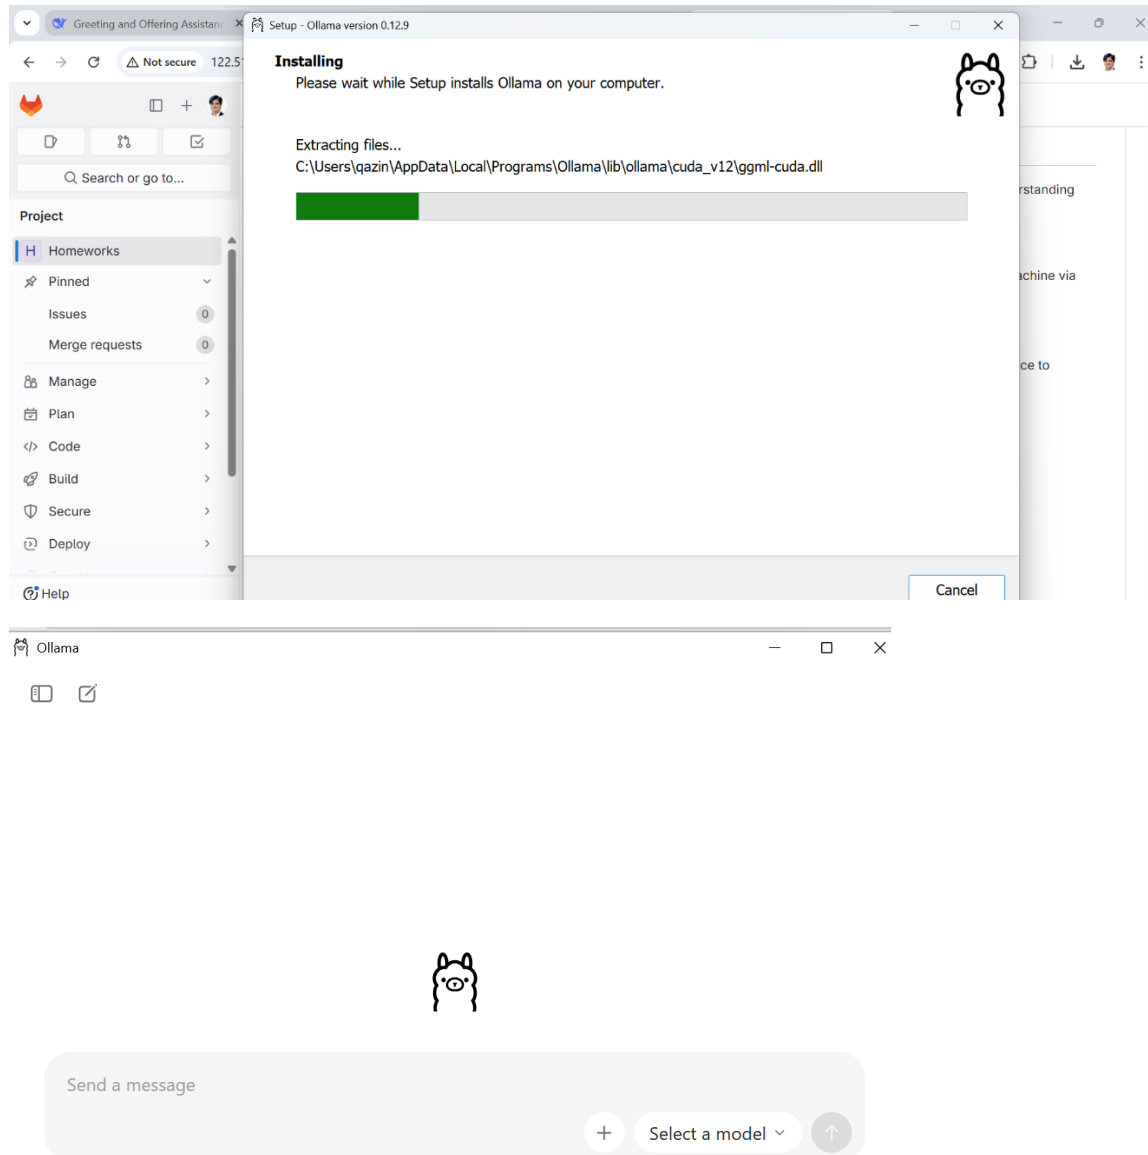 Greeting and Offering Assistanc
Setup - Ollama version 0.12.9
Not secure
122.5
Installing
Please wait while Setup installs Ollama on your computer.
Extracting files...
C:\Users\qazin\AppData\Local\Programs\Ollama\lib\ollama\cuda_v12\ggml-cuda.dll
Search or go to...
rstanding
Project
H Homeworks
Pinned
achine via
Issues 0
Merge requests 0
ce to
Manage
Plan
Code
Build
Secure
Deploy
Help
Cancel
Ollama
Send a message
Select a model